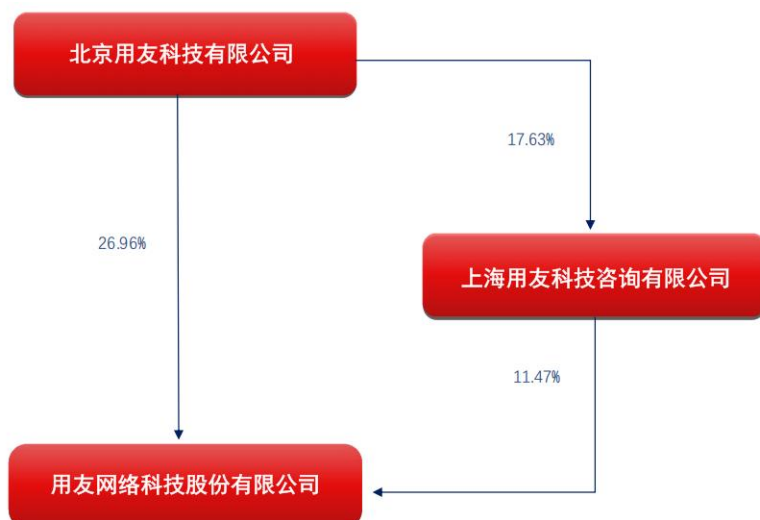 北京用友科技有限公司
17.63%
26.96%
上海用友科技咨询有限公司
11.47%
用友网络科技股份有限公司